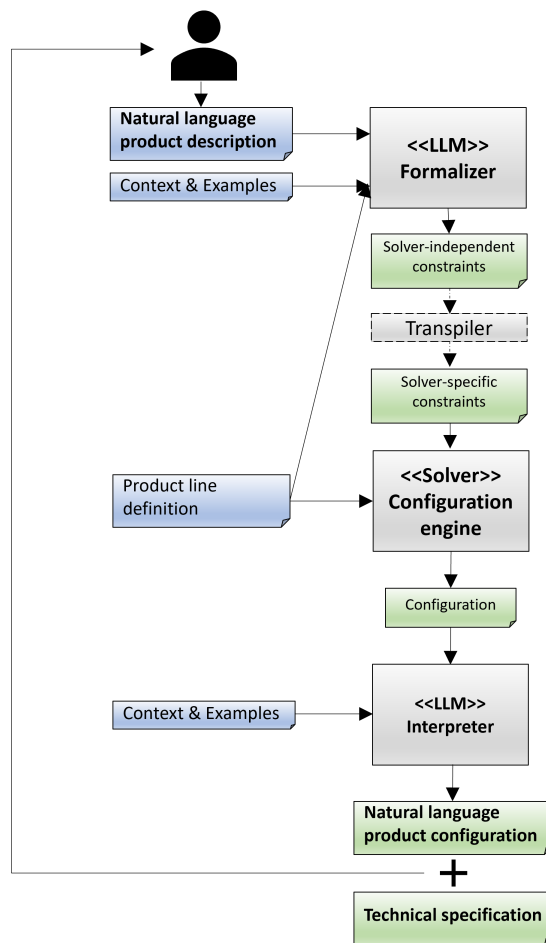 Natural language
product description
<<LLM>>
Formalizer
Context & Examples
Solver-independent
constraints
Transpiler
Solver-specific
constraints
Product line
definition
<<Solver>>
Configuration
engine
Configuration
Context & Examples
<<LLM>>
Interpreter
Natural language
product configuration
+
Technical specification